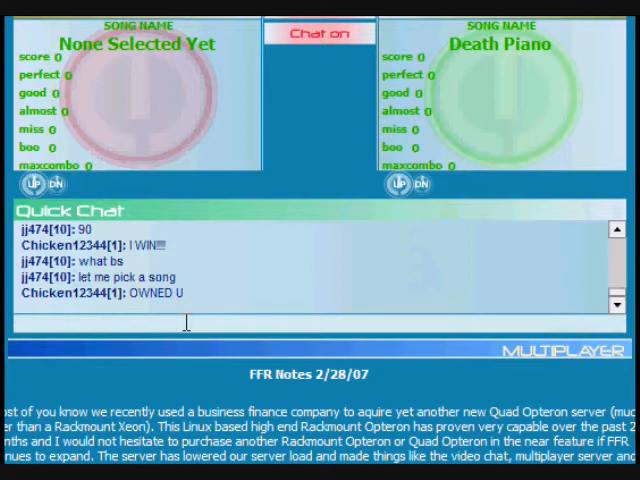 SONG NAME
None Selected Yet
score 0
perfect 0
good 0
almost 0
miss 0
boo 0
maxcombo 0
Chat on
SONG NAME
Death Piano
score 0
perfect 0
good 0
almost 0
miss 0
boo 0
maxcombo 0
UP DN
UP DN
Quick Chat
jj474[10]: 90
Chicken12344[1]: I WIN!!!
jj474[10]: what bs
jj474[10]: let me pick a song
Chicken12344[1]: OWNED U
MULTIPLAYER
FFR Notes 2/28/07
ost of you know we recently used a business finance company to aquire yet another new Quad Opteron server (muc
er than a Rackmount Xeon). This Linux based high end Rackmount Opteron has proven very capable over the past 2
nths and I would not hesitate to purchase another Rackmount Opteron or Quad Opteron in the near feature if FFR
nues to expand. The server has lowered our server load and made things like the video chat, multiplayer server and